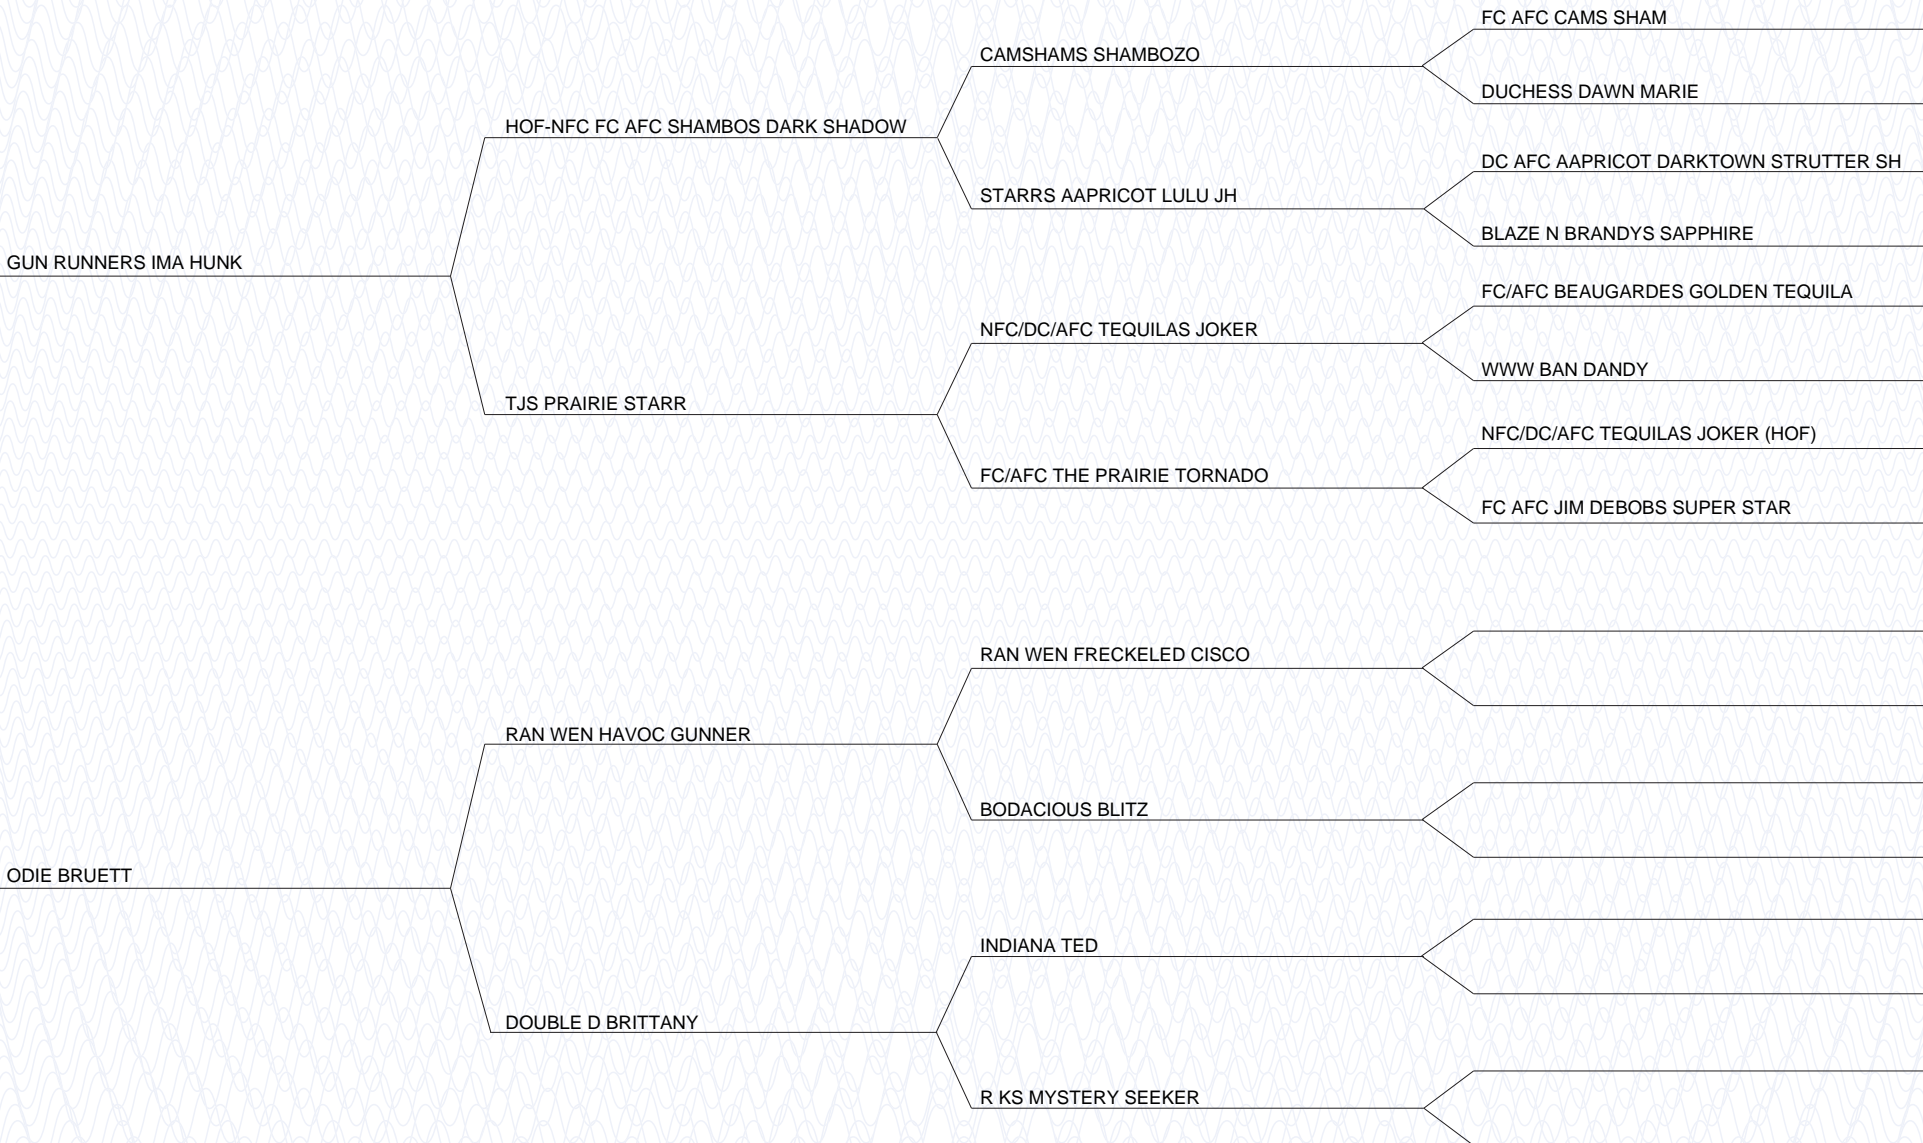 FC AFC CAMS SHAM
CAMSHAMS SHAMBOZO
DUCHESS DAWN MARIE
HOF-NFC FC AFC SHAMBOS DARK SHADOW
DC AFC AAPRICOT DARKTOWN STRUTTER SH
STARRS AAPRICOT LULU JH
BLAZE N BRANDYS SAPPHIRE
GUN RUNNERS IMA HUNK
FC/AFC BEAUGARDES GOLDEN TEQUILA
NFC/DC/AFC TEQUILAS JOKER
WWW BAN DANDY
TJS PRAIRIE STARR
NFC/DC/AFC TEQUILAS JOKER (HOF)
FC/AFC THE PRAIRIE TORNADO
FC AFC JIM DEBOBS SUPER STAR
RAN WEN FRECKELED CISCO
RAN WEN HAVOC GUNNER
BODACIOUS BLITZ
ODIE BRUETT
INDIANA TED
DOUBLE D BRITTANY
R KS MYSTERY SEEKER